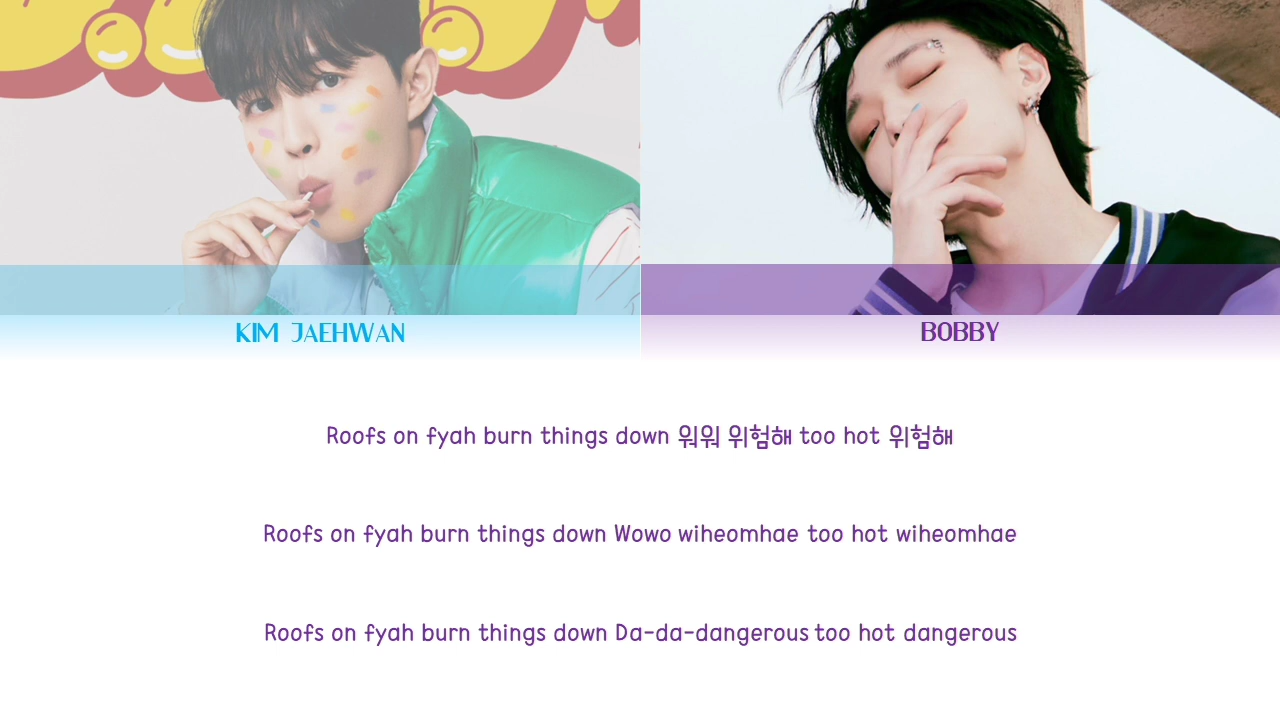 KIM JAEHWAN
BOBBY
Roofs on fyah burn things down 워워 위험해 too hot 위험해
Roofs on fyah burn things down Wowo wiheomhae too hot wiheomhae
Roofs on fyah burn things down Da-da-dangerous too hot dangerous